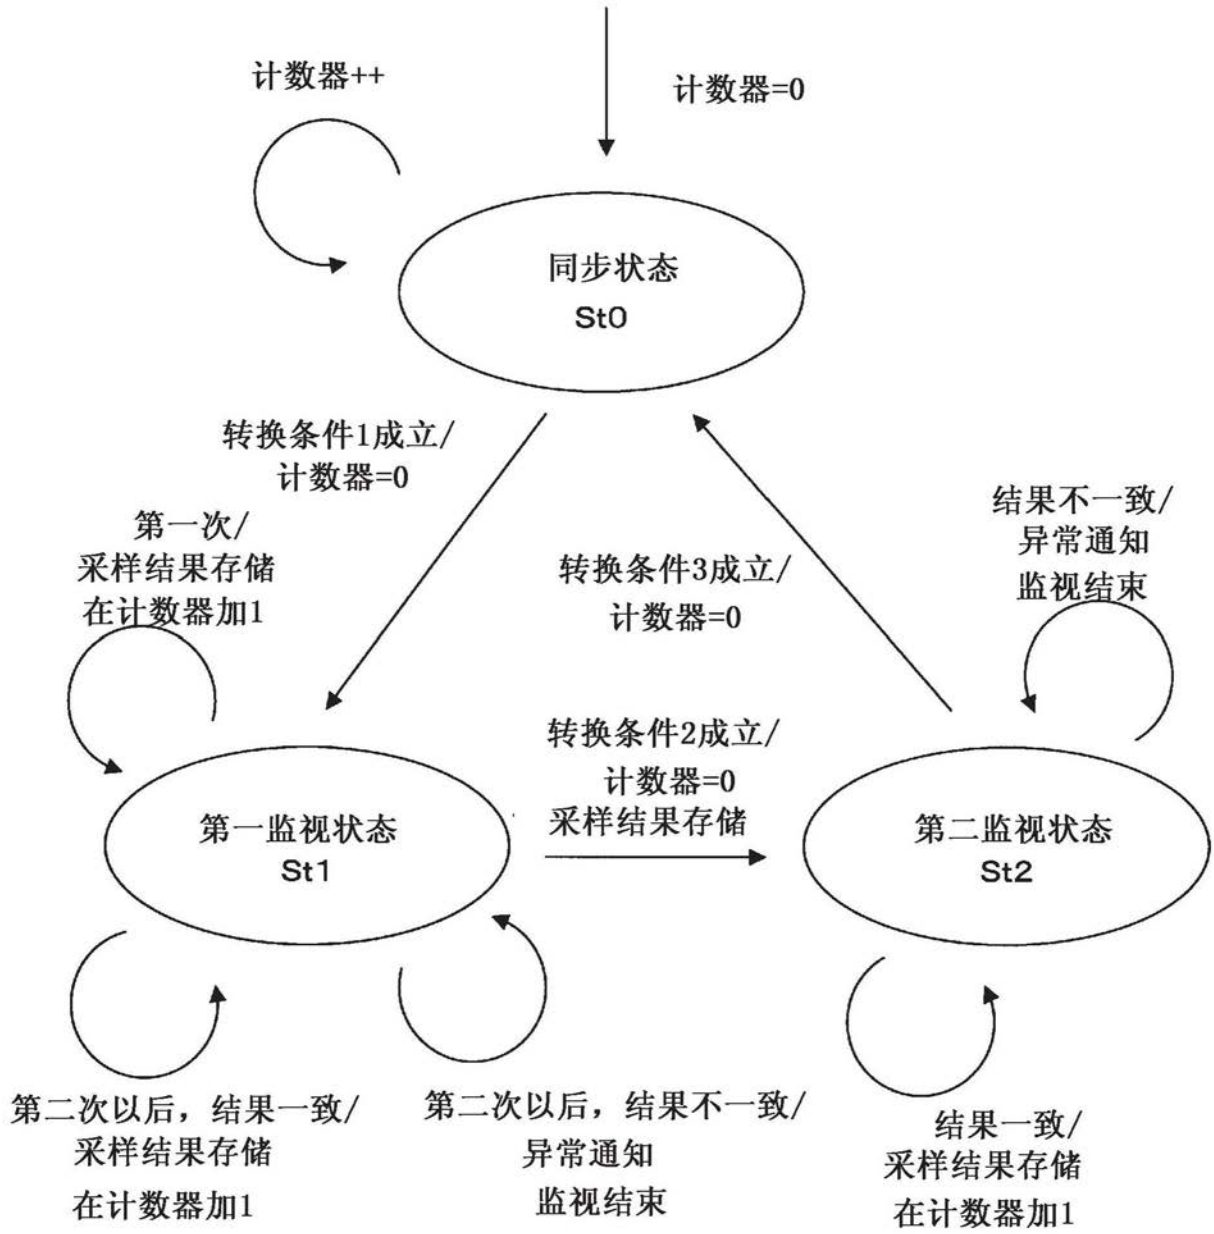 计数器++
计数器=0
同步状态
St0
转换条件1成立/
计数器=0
第一次/
采样结果存储
在计数器加1
转换条件3成立/
计数器=0
结果不一致/
异常通知
监视结束
转换条件2成立/
计数器=0
采样结果存储
第一监视状态
St1
第二监视状态
St2
第二次以后，结果一致/
采样结果存储
在计数器加1
第二次以后，结果不一致/
异常通知
监视结束
结果一致/
采样结果存储
在计数器加1